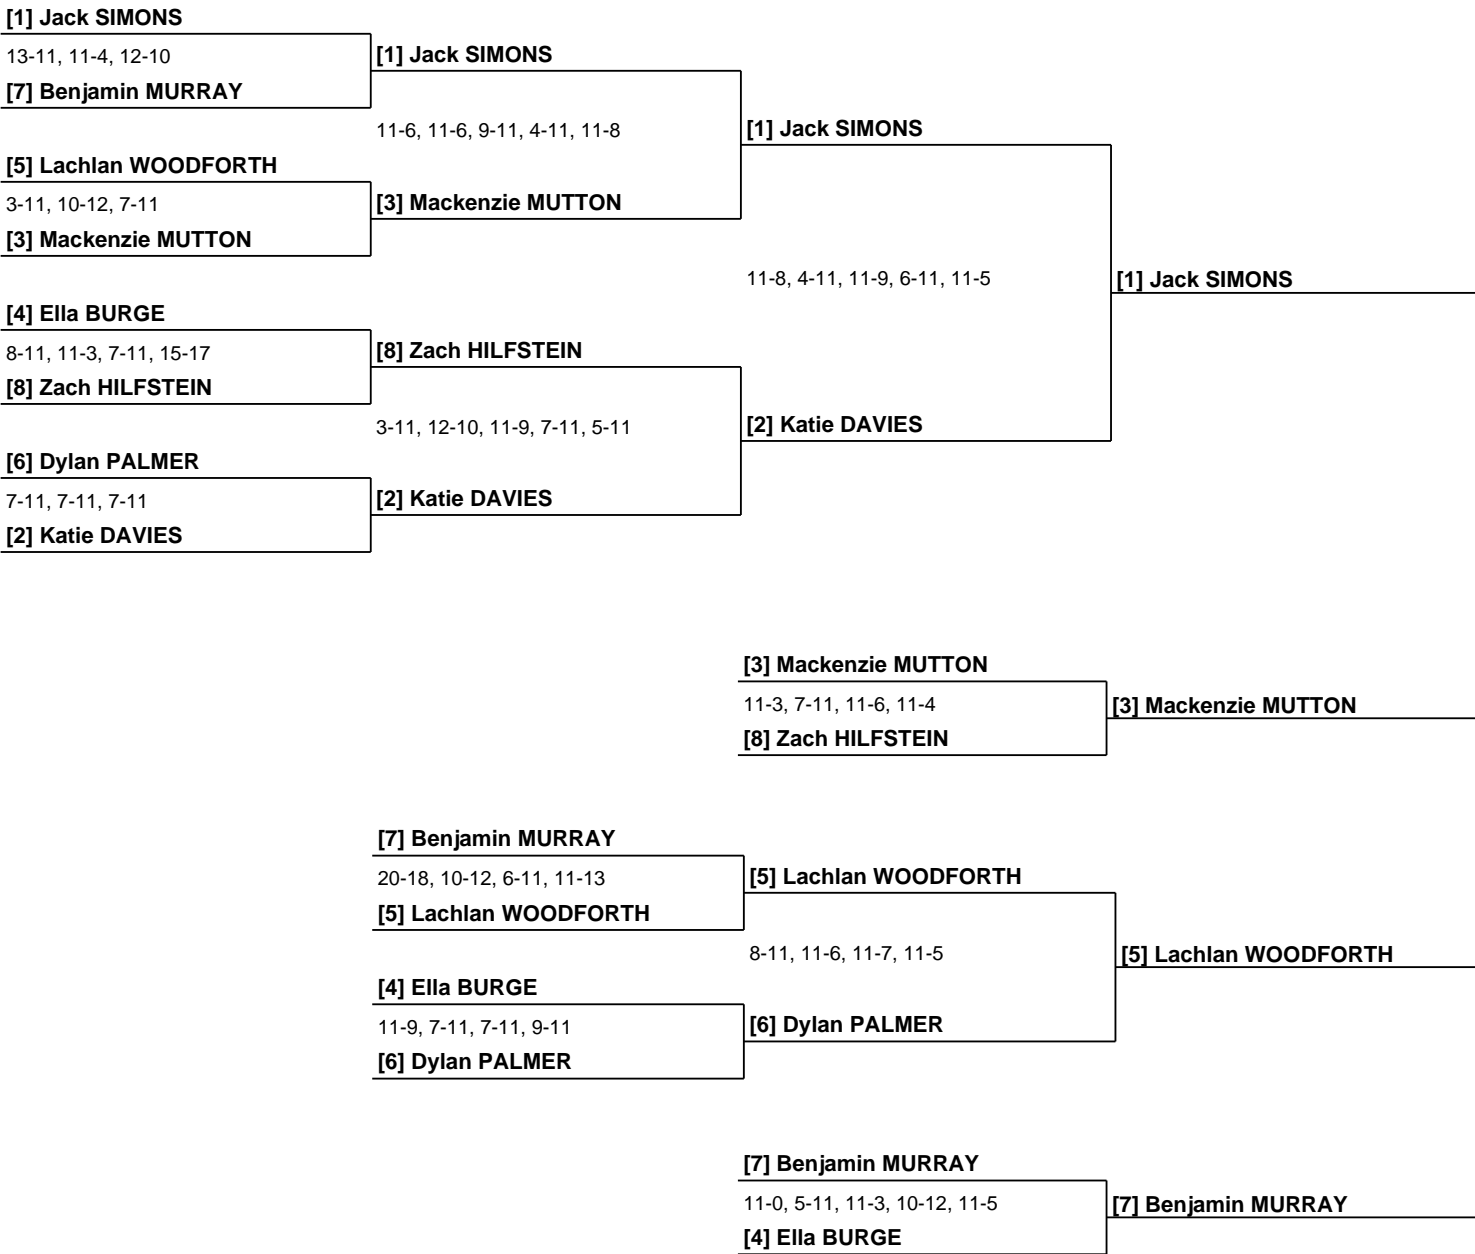 [1] Jack SIMONS
13-11, 11-4, 12-10
[1] Jack SIMONS
[7] Benjamin MURRAY
11-6, 11-6, 9-11, 4-11, 11-8
[1] Jack SIMONS
[5] Lachlan WOODFORTH
3-11, 10-12, 7-11
[3] Mackenzie MUTTON
[3] Mackenzie MUTTON
11-8, 4-11, 11-9, 6-11, 11-5
[1] Jack SIMONS
[4] Ella BURGE
8-11, 11-3, 7-11, 15-17
[8] Zach HILFSTEIN
[8] Zach HILFSTEIN
3-11, 12-10, 11-9, 7-11, 5-11
[2] Katie DAVIES
[6] Dylan PALMER
7-11, 7-11, 7-11
[2] Katie DAVIES
[2] Katie DAVIES
[3] Mackenzie MUTTON
11-3, 7-11, 11-6, 11-4
[3] Mackenzie MUTTON
[8] Zach HILFSTEIN
[7] Benjamin MURRAY
20-18, 10-12, 6-11, 11-13
[5] Lachlan WOODFORTH
[5] Lachlan WOODFORTH
8-11, 11-6, 11-7, 11-5
[5] Lachlan WOODFORTH
[4] Ella BURGE
11-9, 7-11, 7-11, 9-11
[6] Dylan PALMER
[6] Dylan PALMER
[7] Benjamin MURRAY
11-0, 5-11, 11-3, 10-12, 11-5
[7] Benjamin MURRAY
[4] Ella BURGE